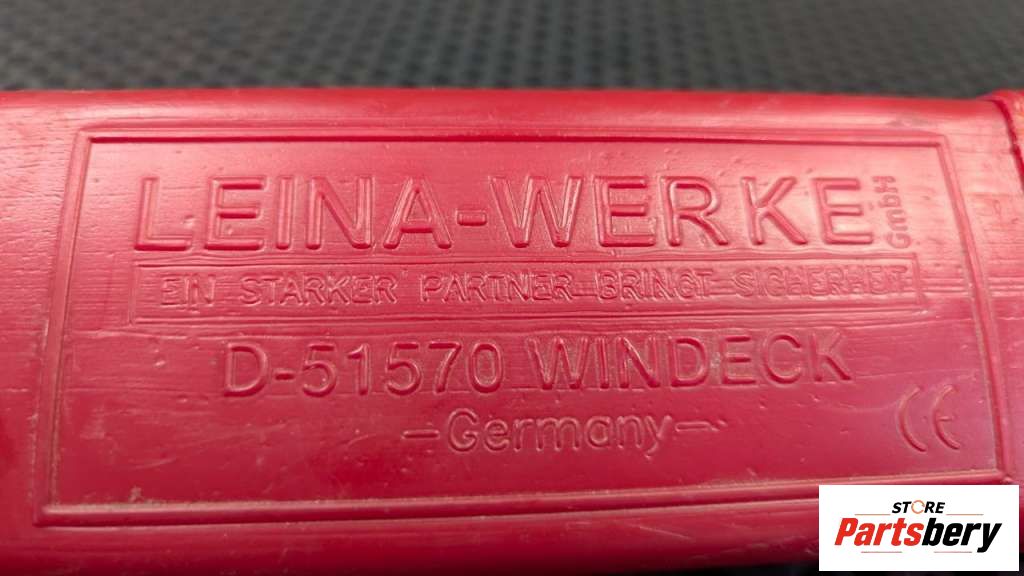 LEINA-WERKE GmbH
EIN STARKER PARTNER BRINGT SICHERHEIT
D-51570 WINDECK
-Germany-
CE
STORE
Partsbery